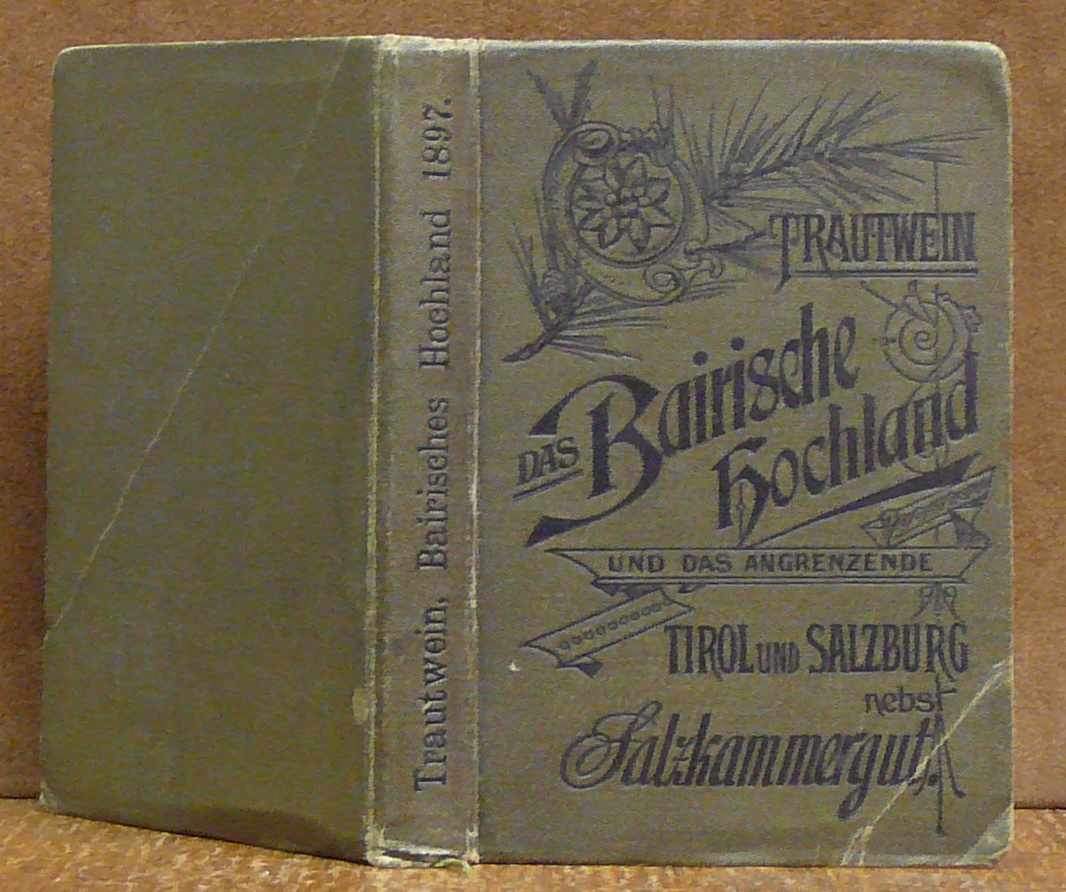 Trautwein, Bairisches Hochland 1897.
TRAUTWEIN
DAS Bairische
Hochland
UND DAS ANGRENZENDE
TIROL UND SALZBURG
nebst
Salzkammergut.